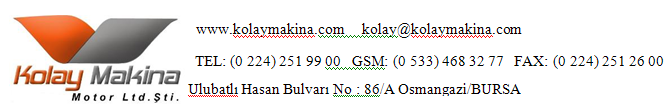 www.kolaymakina.com kolay@kolaymakina.com
Kolay Makina
Motor Ltd.Şti.
TEL: (0 224) 251 99 00 GSM: (0 533) 468 32 77 FAX: (0 224) 251 26 00
Ulubatlı Hasan Bulvarı No : 86/A Osmangazi/BURSA